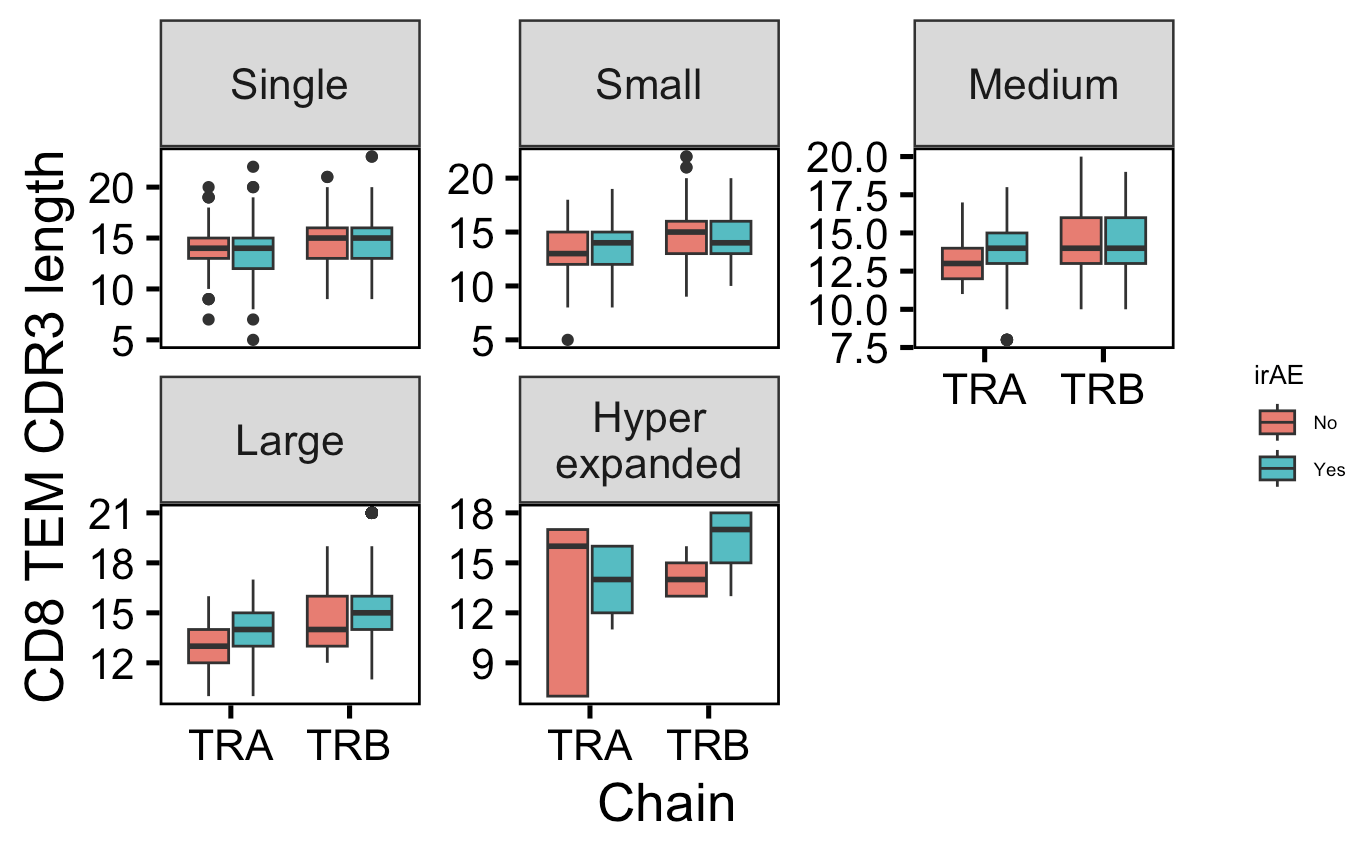 Single
Small
Medium
CD8 TEM CDR3 length
20
15
10
5
20
15
10
5
20.0
17.5
15.0
12.5
10.0
7.5
TRA TRB
Large
Hyper
expanded
21
18
15
12
18
15
12
9
TRA TRB
TRA TRB
Chain
irAE
No
Yes